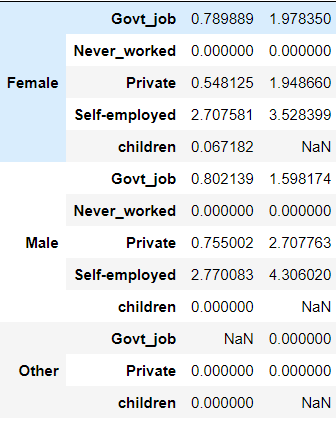 Govt_job 0.789889 1.978350
Never_worked 0.000000 0.000000
Female Private 0.548125 1.948660
Self-employed 2.707581 3.528399
children 0.067182 NaN
Govt_job 0.802139 1.598174
Never_worked 0.000000 0.000000
Male Private 0.755002 2.707763
Self-employed 2.770083 4.306020
children 0.000000 NaN
Govt_job NaN 0.000000
Other Private 0.000000 0.000000
children 0.000000 NaN